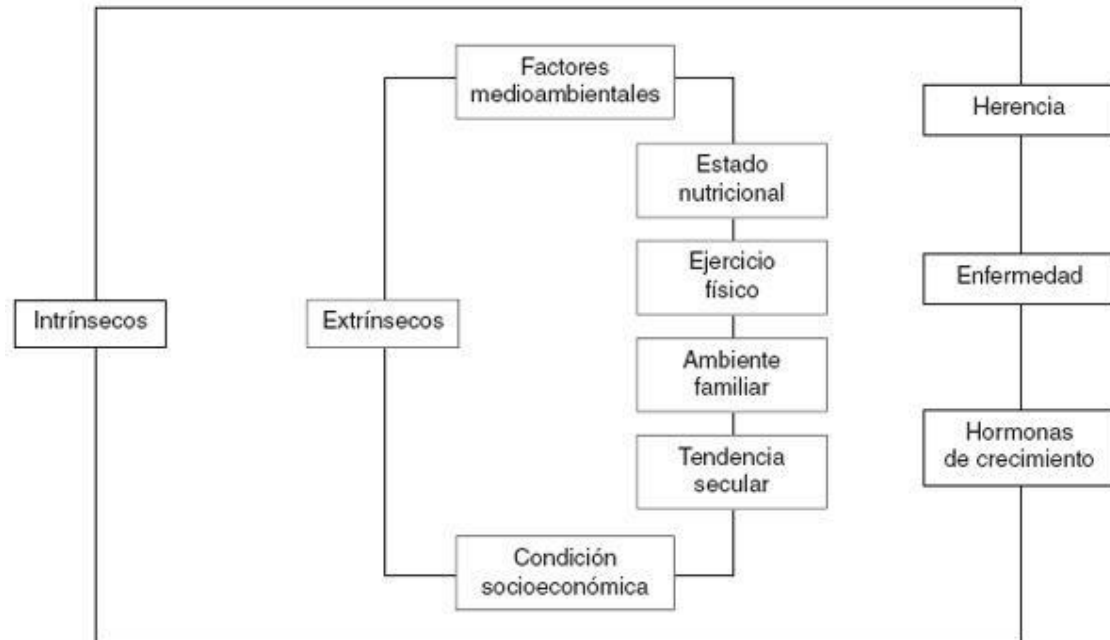 Factores
medioambientales
Herencia
Estado
nutricional
Ejercicio
físico
Enfermedad
Intrínsecos
Extrínsecos
Ambiente
familiar
Hormonas
de crecimiento
Tendencia
secular
Condición
socioeconómica